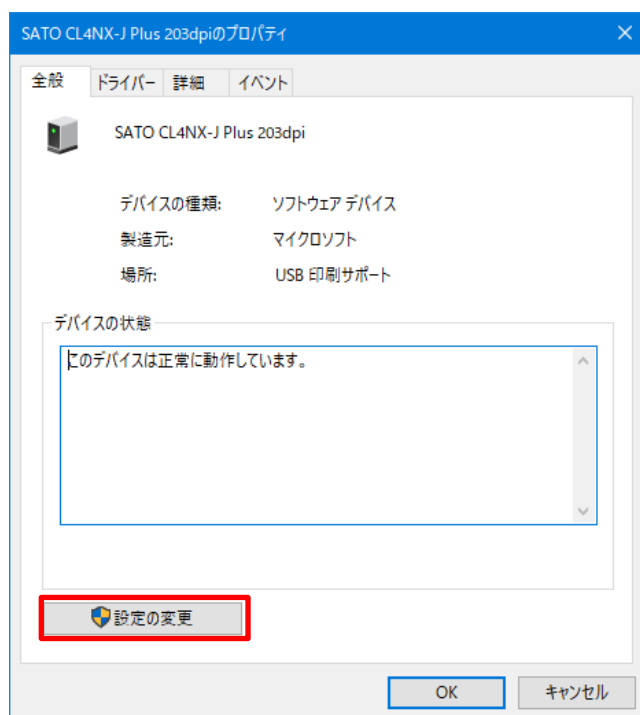 SATO CL4NX-J Plus 203dpiのプロパティ
全般 ドライバー 詳細 イベント
SATO CL4NX-J Plus 203dpi
デバイスの種類: ソフトウェア デバイス
製造元: マイクロソフト
場所: USB 印刷サポート
デバイスの状態
このデバイスは正常に動作しています。
設定の変更
OK キャンセル